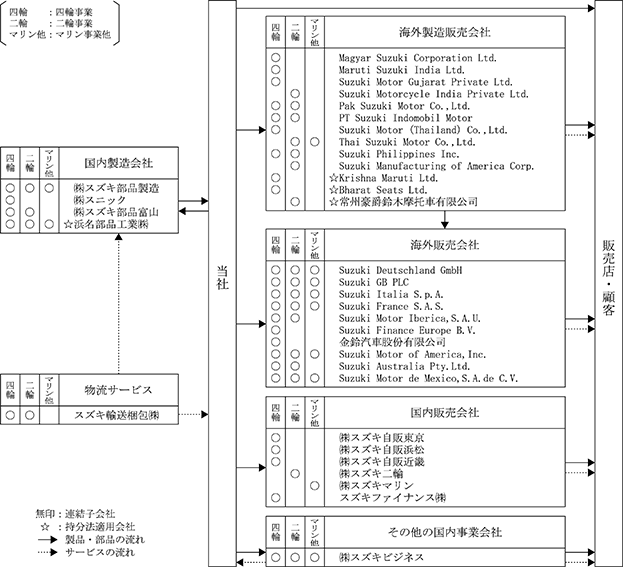 四輪　：四輪事業
二輪　：二輪事業
マリン他：マリン事業他
四輪 二輪 マリン他 国内製造会社
○ ○ ○ ㈱スズキ部品製造
○ ㈱スニック
○ ○ ㈱スズキ部品富山
○ ○ ○ ☆浜名部品工業㈱
四輪 二輪 マリン他 物流サービス
○ ○ スズキ輸送梱包㈱
無印：連結子会社
☆：持分法適用会社
製品・部品の流れ
サービスの流れ
当社
四輪 二輪 マリン他 海外製造販売会社
○ Magyar Suzuki Corporation Ltd.
○ Maruti Suzuki India Ltd.
○ Suzuki Motor Gujarat Private Ltd.
○ Suzuki Motorcycle India Private Ltd.
○ ○ Pak Suzuki Motor Co.,Ltd.
○ ○ PT Suzuki Indomobil Motor
○ Suzuki Motor (Thailand) Co.,Ltd.
○ ○ Thai Suzuki Motor Co.,Ltd.
○ ○ Suzuki Philippines Inc.
○ Suzuki Manufacturing of America Corp.
○ ☆Krishna Maruti Ltd.
○ ☆Bharat Seats Ltd.
○ ☆常州豪爵鈴木摩托車有限公司
四輪 二輪 マリン他 海外販売会社
○ ○ ○ Suzuki Deutschland GmbH
○ ○ ○ Suzuki GB PLC
○ ○ ○ Suzuki Italia S.p.A.
○ ○ ○ Suzuki France S.A.S.
○ ○ Suzuki Motor Iberica,S.A.U.
○ Suzuki Finance Europe B.V.
○ 金鈴汽車股份有限公司
○ ○ ○ Suzuki Motor of America,Inc.
○ ○ Suzuki Australia Pty.Ltd.
○ ○ ○ Suzuki Motor de Mexico,S.A.de C.V.
四輪 二輪 マリン他 国内販売会社
○ ㈱スズキ自販東京
○ ㈱スズキ自販浜松
○ ㈱スズキ自販近畿
○ ㈱スズキ二輪
○ ㈱スズキマリン
○ スズキファイナンス㈱
四輪 二輪 マリン他 その他の国内事業会社
○ ○ ○ ㈱スズキビジネス
販売店・顧客